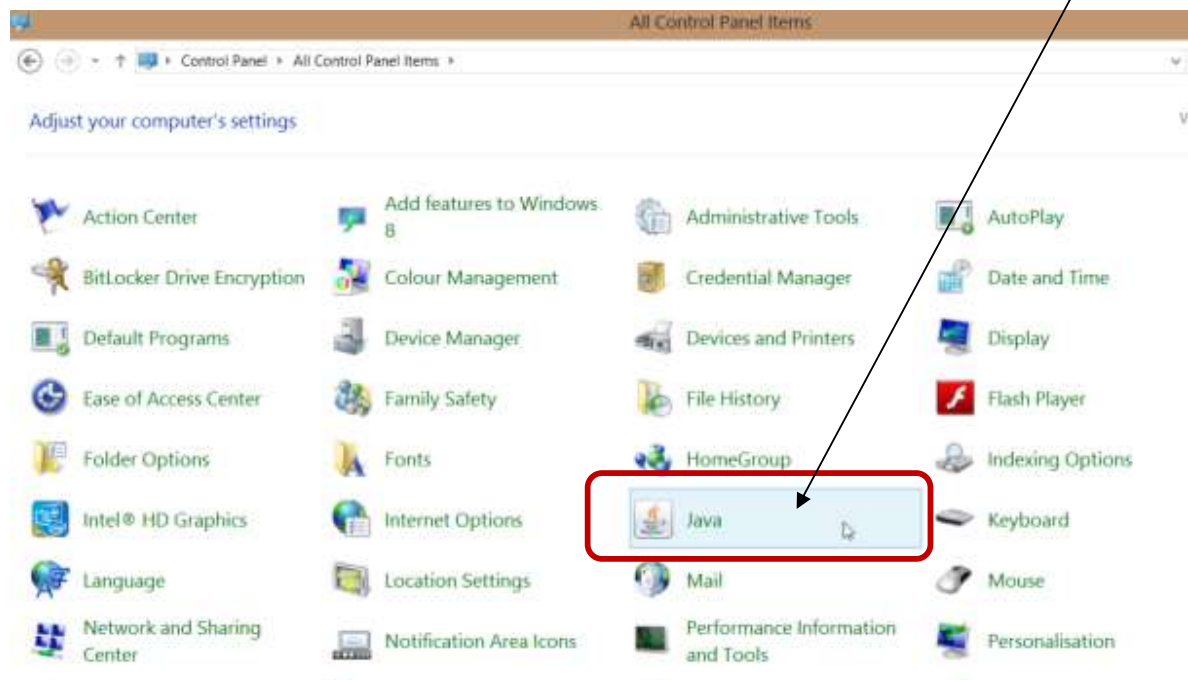 All Control Panel Items
Control Panel All Control Panel Items
Adjust your computer's settings
V
Action Center
Add features to Windows
8
Administrative Tools
AutoPlay
BitLocker Drive Encryption
Colour Management
Credential Manager
Date and Time
Default Programs
Device Manager
Devices and Printers
Display
Ease of Access Center
Family Safety
File History
Flash Player
Folder Options
Fonts
HomeGroup
Indexing Options
Intel® HD Graphics
Internet Options
Java
Keyboard
Language
Location Settings
Mail
Mouse
Network and Sharing
Center
Notification Area Icons
Performance Information
and Tools
Personalisation